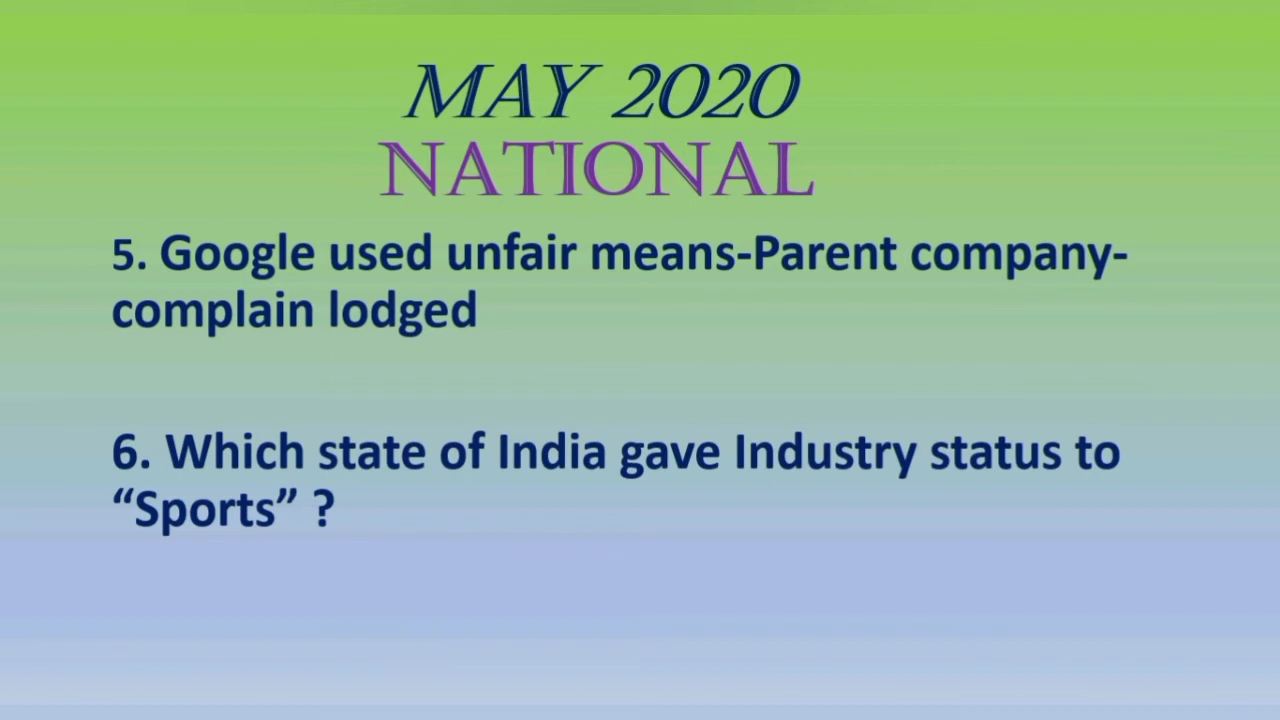 MAY 2020
NATIONAL
5. Google used unfair means-Parent company-
complain lodged
6. Which state of India gave Industry status to
“Sports” ?